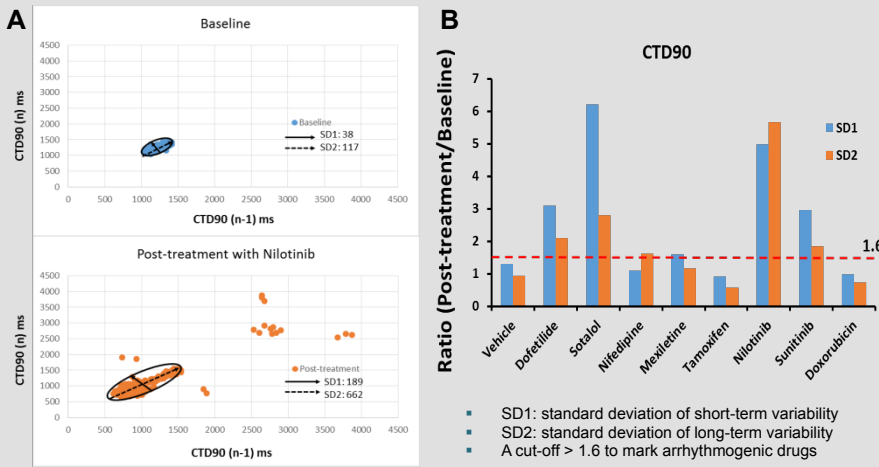 A
Baseline
CTD90 (n) ms
4500
4000
3500
3000
2500
2000
1500
1000
500
0
Baseline
SD1: 38
SD2: 117
0 500 1000 1500 2000 2500 3000 3500 4000 4500
CTD90 (n-1) ms
Post-treatment with Nilotinib
CTD90 (n) ms
4500
4000
3500
3000
2500
2000
1500
1000
500
0
Post-treatment
SD1: 189
SD2: 662
0 500 1000 1500 2000 2500 3000 3500 4000 4500
CTD90 (n-1) ms
B
CTD90
Ratio (Post-treatment/Baseline)
7
6
5
4
3
2
1
0
SD1
SD2
1.6
Vehicle
Dofetilide
Sotalol
Nifedipine
Mexiletine
Tamoxifen
Nilotinib
Sunitinib
Doxorubicin
SD1: standard deviation of short-term variability
SD2: standard deviation of long-term variability
A cut-off > 1.6 to mark arrhythmogenic drugs